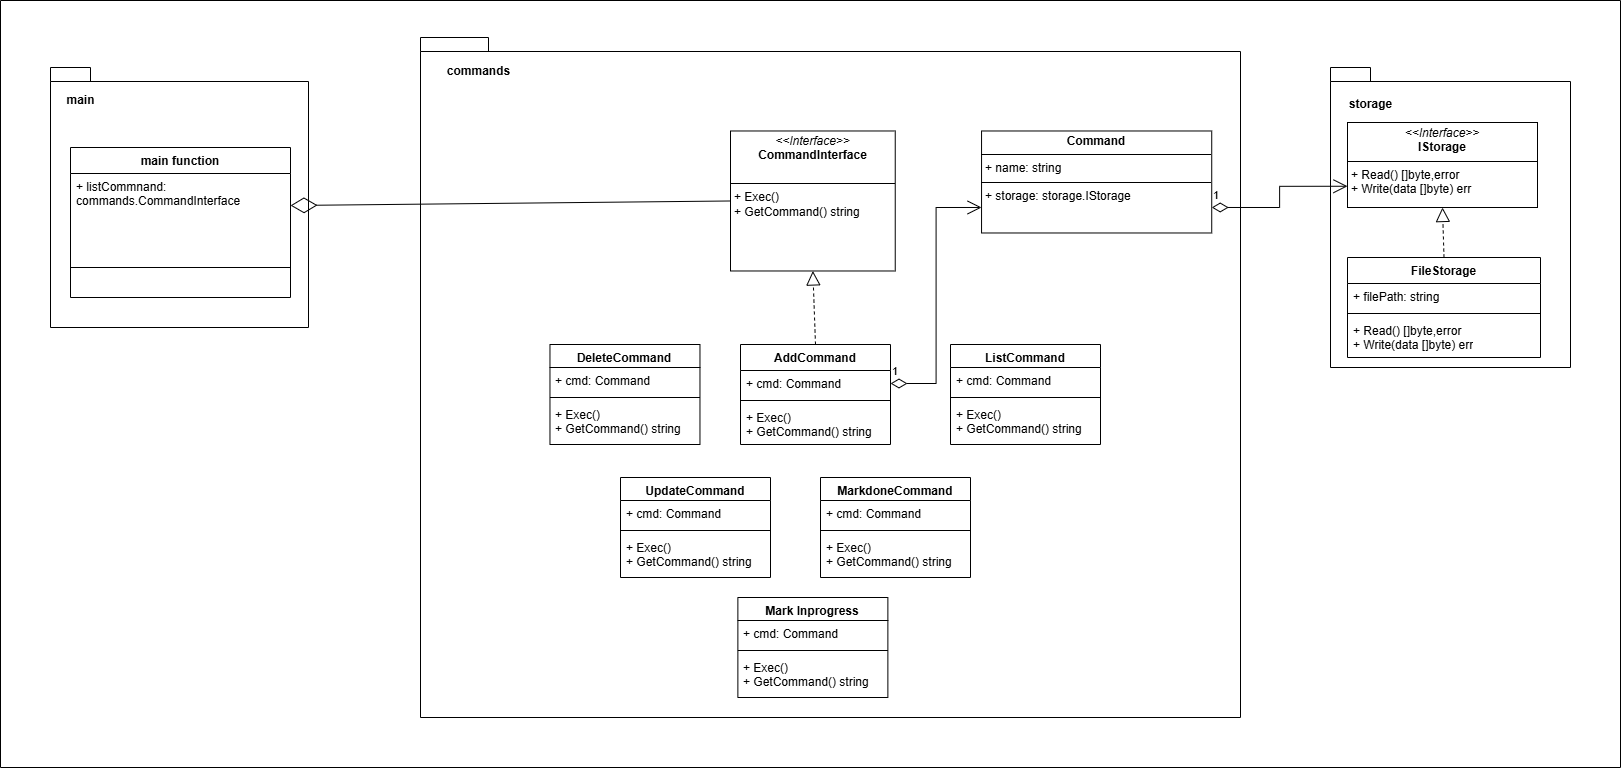 main
main function
+ listCommnand:
commands.CommandInterface
commands
<<Interface>>
CommandInterface
+ Exec()
+ GetCommand() string
Command
+ name: string
+ storage: storage.IStorage
1
DeleteCommand
+ cmd: Command
+ Exec()
+ GetCommand() string
AddCommand
+ cmd: Command
+ Exec()
+ GetCommand() string
1
ListCommand
+ cmd: Command
+ Exec()
+ GetCommand() string
UpdateCommand
+ cmd: Command
+ Exec()
+ GetCommand() string
MarkdoneCommand
+ cmd: Command
+ Exec()
+ GetCommand() string
Mark Inprogress
+ cmd: Command
+ Exec()
+ GetCommand() string
storage
<<Interface>>
IStorage
+ Read() []byte,error
+ Write(data []byte) err
FileStorage
+ filePath: string
+ Read() []byte,error
+ Write(data []byte) err